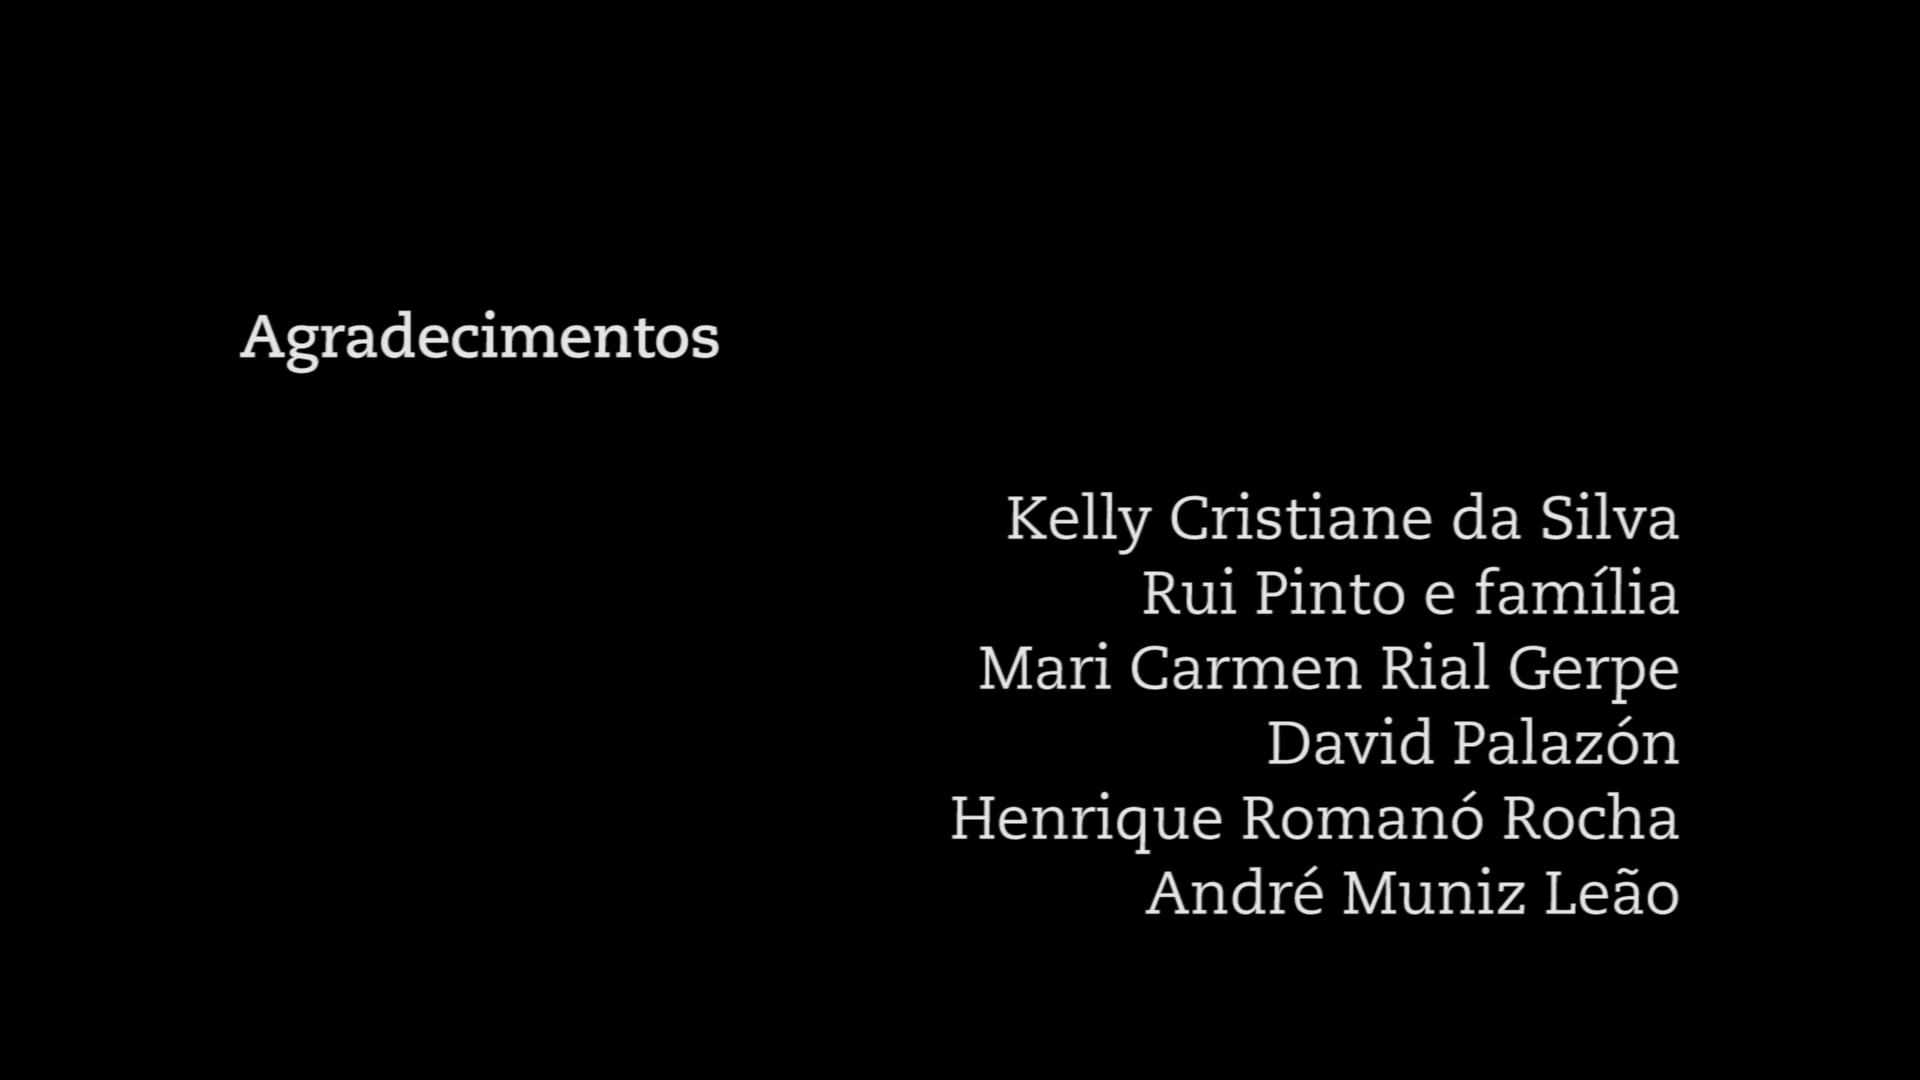 Agradecimentos
Kelly Cristiane da Silva
Rui Pinto e família
Mari Carmen Rial Gerpe
David Palazón
Henrique Romanó Rocha
André Muniz Leão